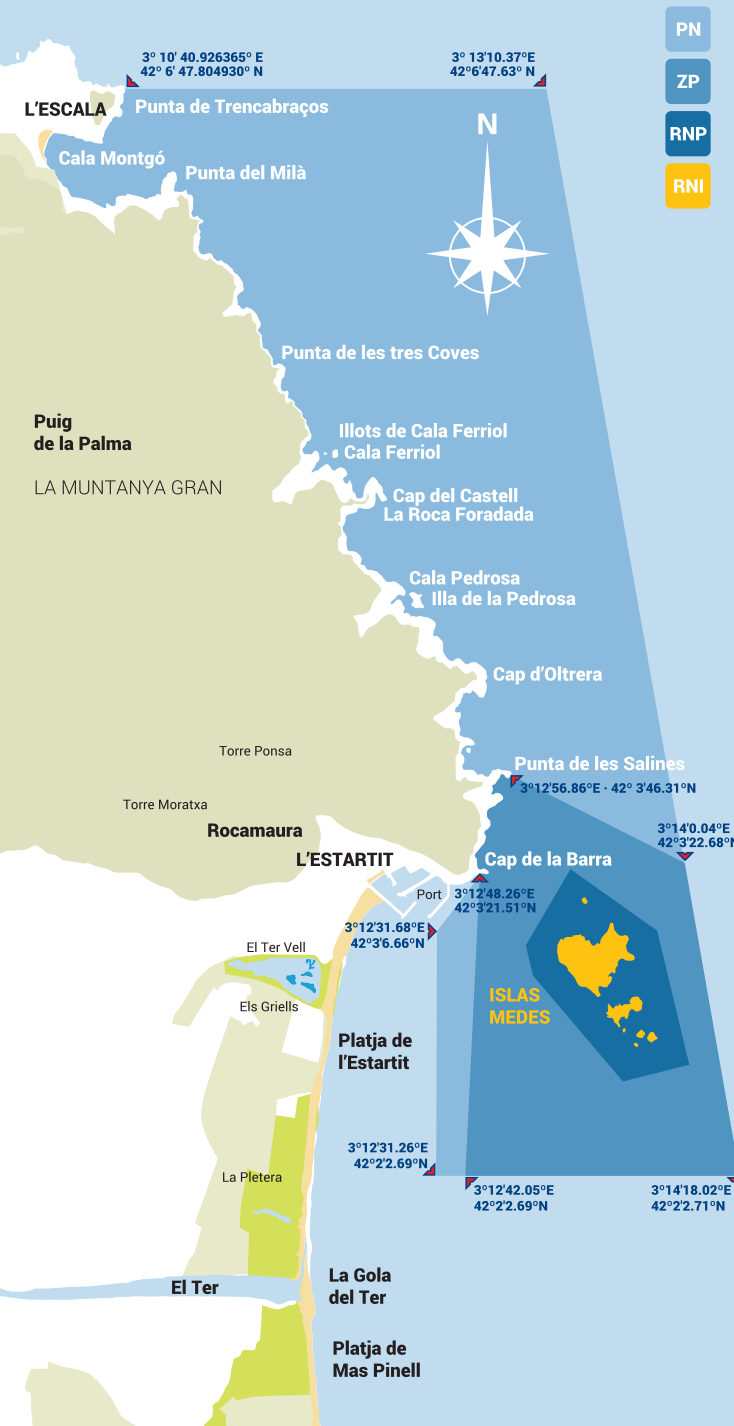 PN
ZP
RNP
RNI
3º 10' 40.926365º E
42º 6' 47.804930º N
3º 13'10.37ºE
42º6'47.63º N
L'ESCALA
Punta de Trencabraços
N
Cala Montgó
Punta del Milà
Punta de les tres Coves
Puig
de la Palma
LA MUNTANYA GRAN
Illots de Cala Ferriol
Cala Ferriol
Cap del Castell
La Roca Foradada
Cala Pedrosa
Illa de la Pedrosa
Cap d'Oltrera
Torre Ponsa
Punta de les Salines
3º12'56.86ºE · 42º 3'46.31ºN
Torre Moratxa
Rocamaura
3º14'0.04ºE
42º3'22.68º
L'ESTARTIT
Cap de la Barra
Port
3º12'48.26ºE
42º3'21.51ºN
3º12'31.68ºE
42º3'6.66ºN
El Ter Vell
Els Griells
ISLAS
MEDES
Platja de
l'Estartit
3º12'31.26ºE
42º2'2.69ºN
La Pletera
3º12'42.05ºE
42º2'2.69ºN
3º14'18.02ºE
42º2'2.71ºN
El Ter
La Gola
del Ter
Platja de
Mas Pinell